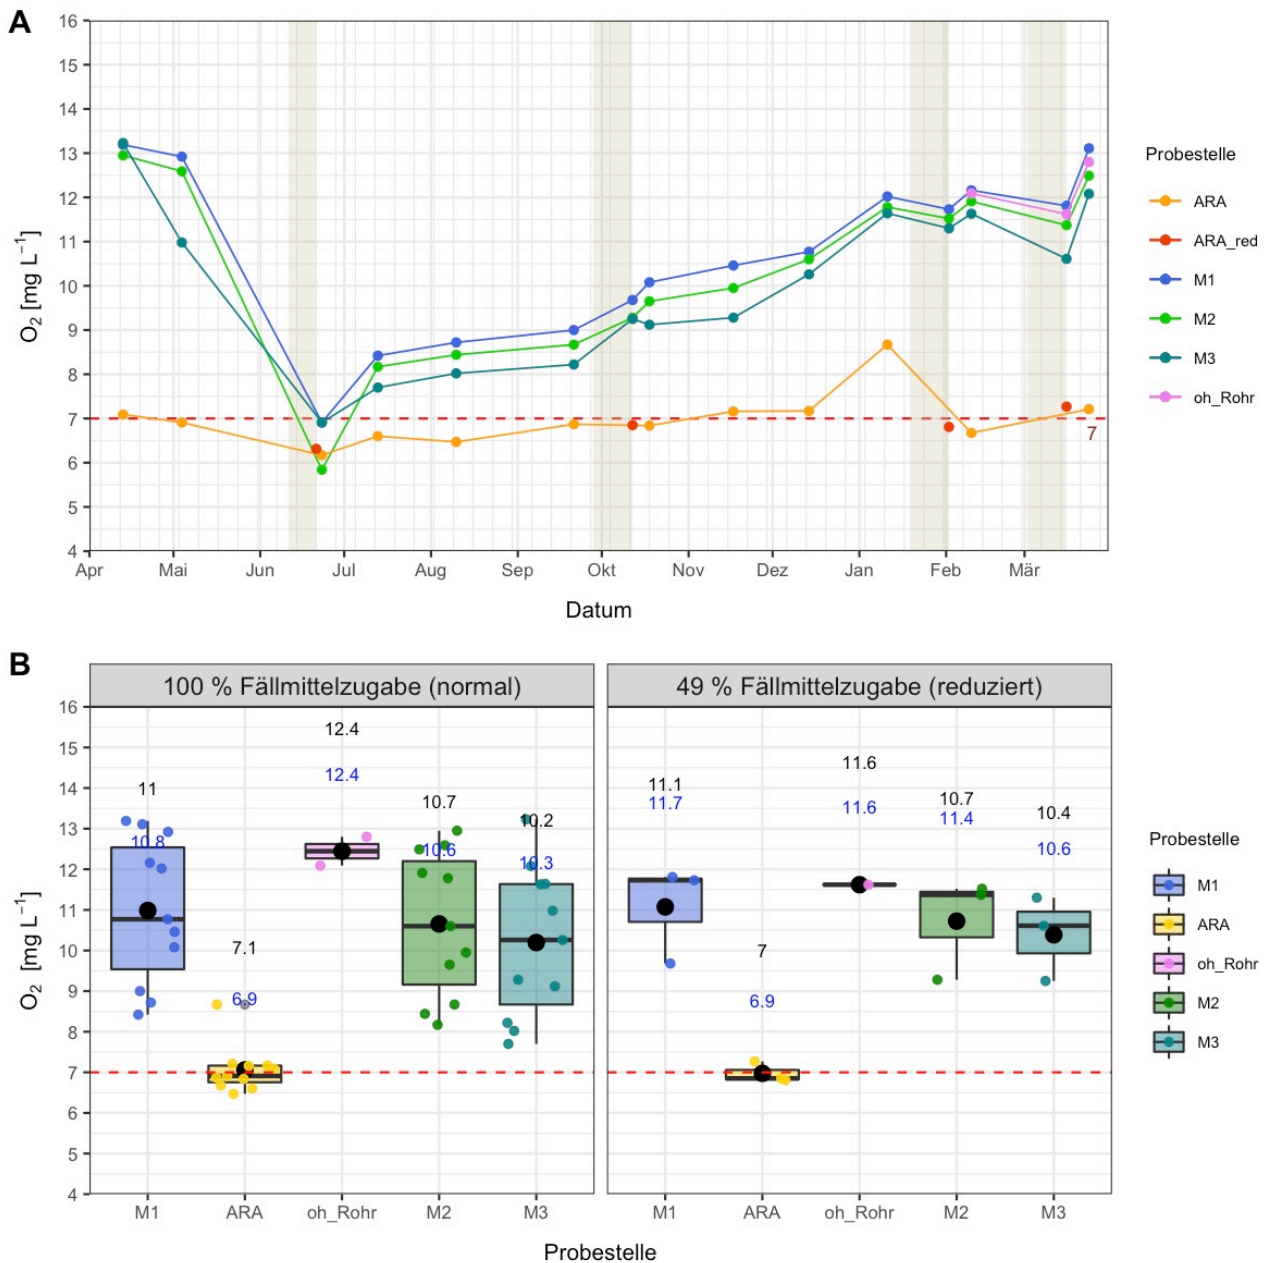 A
16
15
14
13
12
11
10
9
8
7
6
5
4
O₂ [mg L⁻¹]
7
Apr Mai Jun Jul Aug Sep Okt Nov Dez Jan Feb Mär
Datum
Probestelle
ARA
ARA_red
M1
M2
M3
oh_Rohr
B
100 % Fällmittelzugabe (normal) 49 % Fällmittelzugabe (reduziert)
16
15
14
13
12
11
10
9
8
7
6
5
4
O₂ [mg L⁻¹]
11
10.8
7.1
6.9
12.4
12.4
10.7
10.6
10.2
10.3
11.1
11.7
7
6.9
11.6
11.6
10.7
11.4
10.4
10.6
M1 ARA oh_Rohr M2 M3 M1 ARA oh_Rohr M2 M3
Probestelle
Probestelle
M1
ARA
oh_Rohr
M2
M3